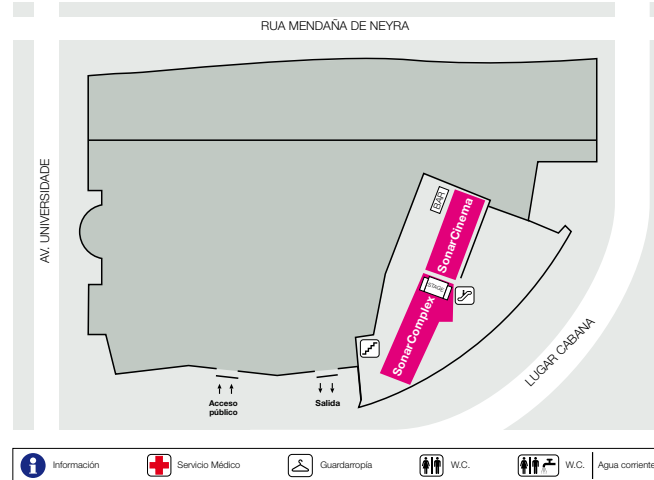 RUA MENDAÑA DE NEYRA
AV. UNIVERSIDADE
BAR
SonarCinema
STAGE
SonarComplex
LUGAR CABANA
Acceso
público
Salida
i Información
Servicio Médico
Guardarropía
W.C.
W.C. | Agua corriente